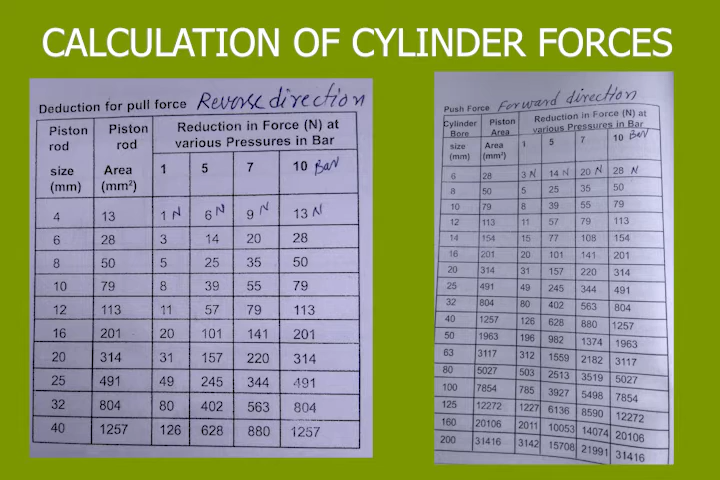 CALCULATION OF CYLINDER FORCES
Deduction for pull force Reverse direction
Piston rod size (mm) Piston rod Area (mm²) Reduction in Force (N) at various Pressures in Bar
1 5 7 10 Bar
4 13 1 N 6 N 9 N 13 N
6 28 3 14 20 28
8 50 5 25 35 50
10 79 8 39 55 79
12 113 11 57 79 113
16 201 20 101 141 201
20 314 31 157 220 314
25 491 49 245 344 491
32 804 80 402 563 804
40 1257 126 628 880 1257
Push Force Forward direction
Cylinder Bore size (mm) Piston Area Area (mm²) Reduction in Force (N) at various Pressures in Bar
1 5 7 10 Bar
6 28 3 N 14 N 20 N 28 N
8 50 5 25 35 50
10 79 8 39 55 79
12 113 11 57 79 113
14 154 15 77 108 154
16 201 20 101 141 201
20 314 31 157 220 314
25 491 49 245 344 491
32 804 80 402 563 804
40 1257 126 628 880 1257
50 1963 196 982 1374 1963
63 3117 312 1559 2182 3117
80 5027 503 2513 3519 5027
100 7854 785 3927 5498 7854
125 12272 1227 6136 8590 12272
160 20106 2011 10053 14074 20106
200 31416 3142 15708 21991 31416